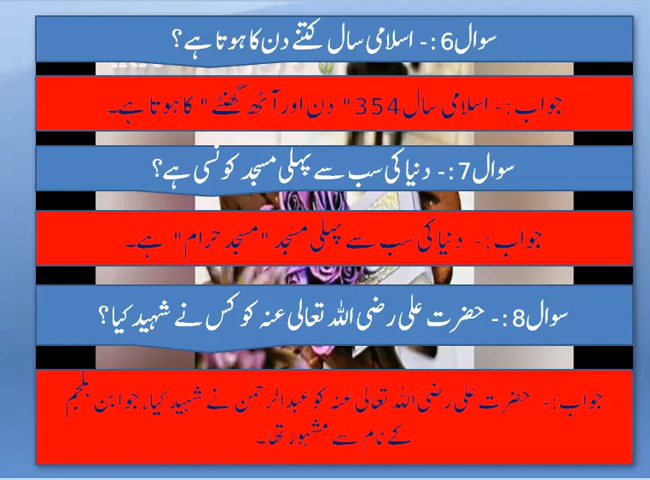 سوال6:- اسلامی سال کتنے دن کا ہوتا ہے؟
جواب:- اسلامی سال 354" دن اور آٹھ گھنٹے" کا ہوتا ہے۔
سوال7:- دنیا کی سب سے پہلی مسجد کونسی ہے؟
جواب:- دنیا کی سب سے پہلی مسجد "مسجد حرام" ہے۔
سوال8:- حضرت علی رضی اللہ تعالی عنہ کو کس نے شہید کیا؟
جواب:- حضرت علی رضی اللہ تعالی عنہ کو عبدالرحمن نے شہید کیا، جو ابن ملجم
کے نام سے مشہور تھا۔